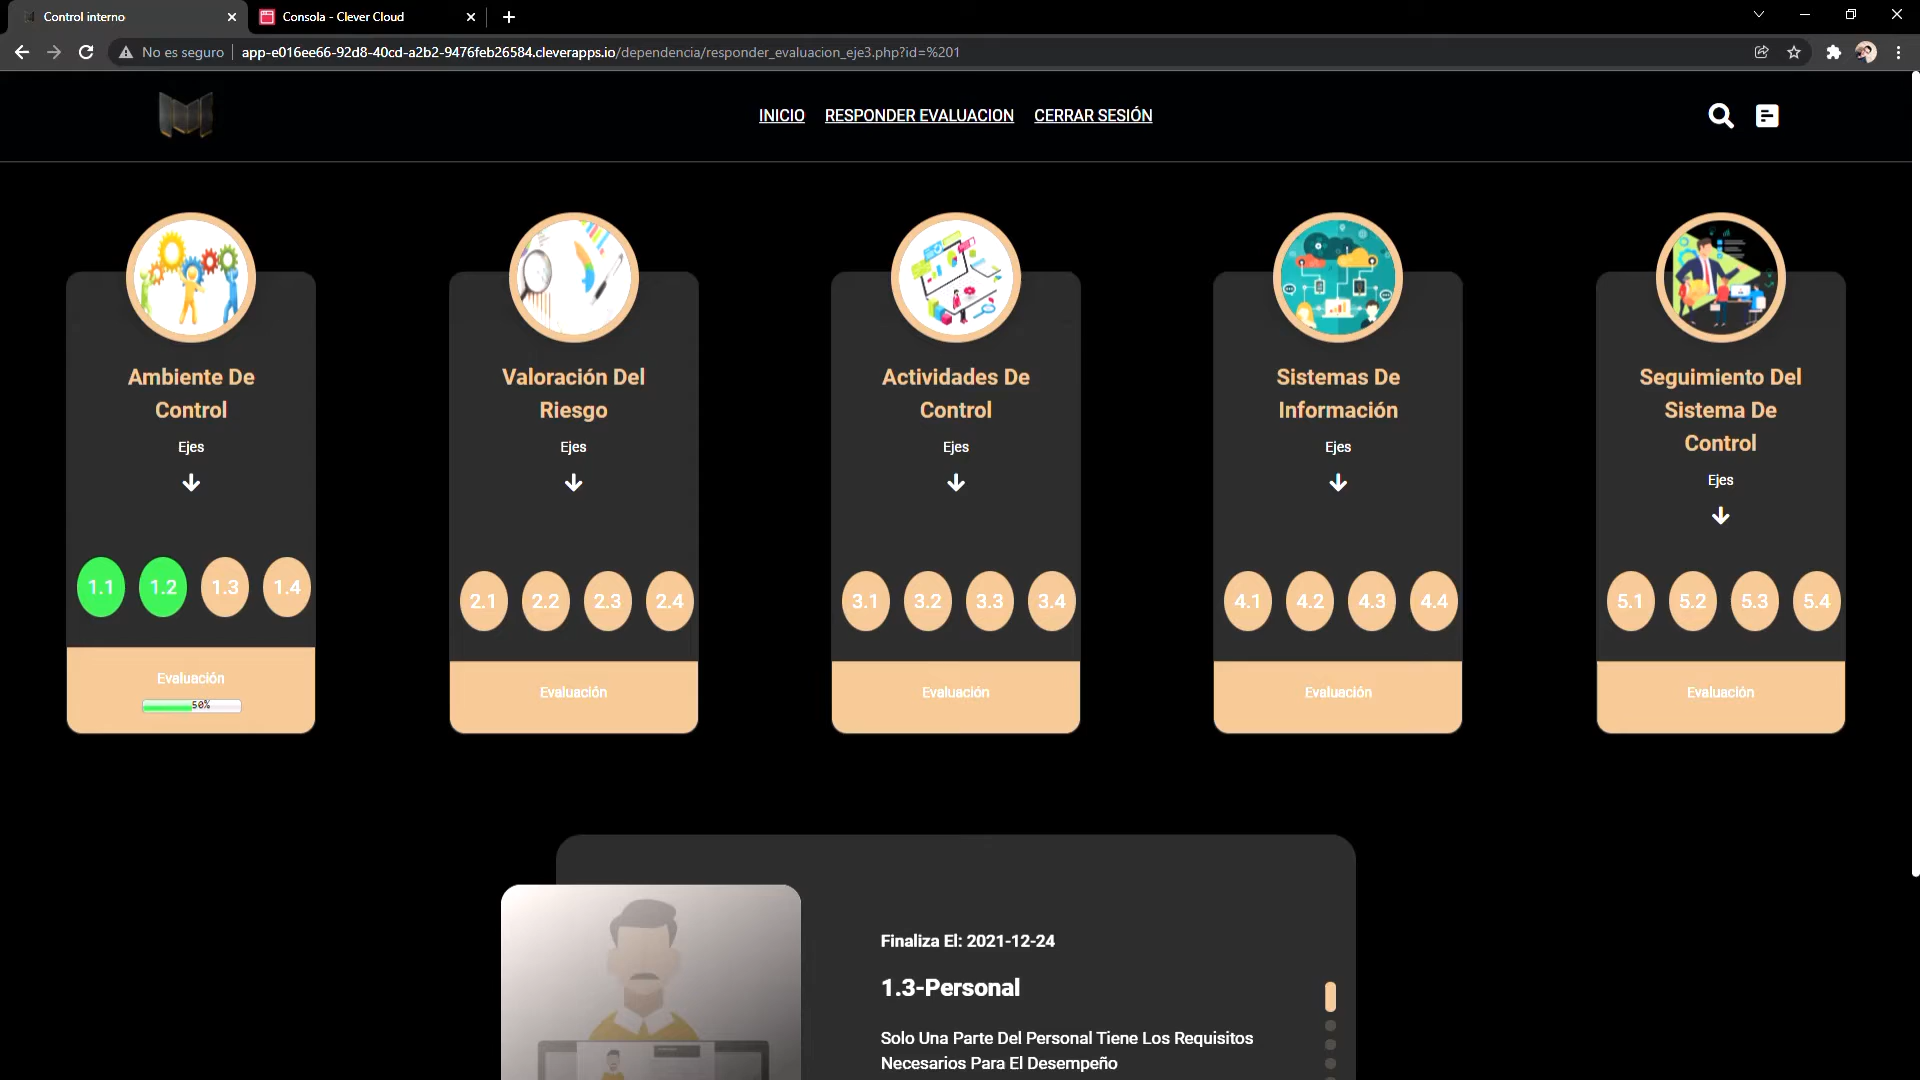 Control interno
Consola - Clever Cloud
No es seguro
app-e016ee66-92d8-40cd-a2b2-9476feb26584.cleverapps.io/dependencia/responder_evaluacion_eje3.php?id=%201
INICIO RESPONDER EVALUACION CERRAR SESIÓN
Ambiente De
Control
Ejes
1.1 1.2 1.3 1.4
Evaluación
50%
Valoración Del
Riesgo
Ejes
2.1 2.2 2.3 2.4
Evaluación
Actividades De
Control
Ejes
3.1 3.2 3.3 3.4
Evaluación
Sistemas De
Información
Ejes
4.1 4.2 4.3 4.4
Evaluación
Seguimiento Del
Sistema De
Control
Ejes
5.1 5.2 5.3 5.4
Evaluación
Finaliza El: 2021-12-24
1.3-Personal
Solo Una Parte Del Personal Tiene Los Requisitos
Necesarios Para El Desempeño